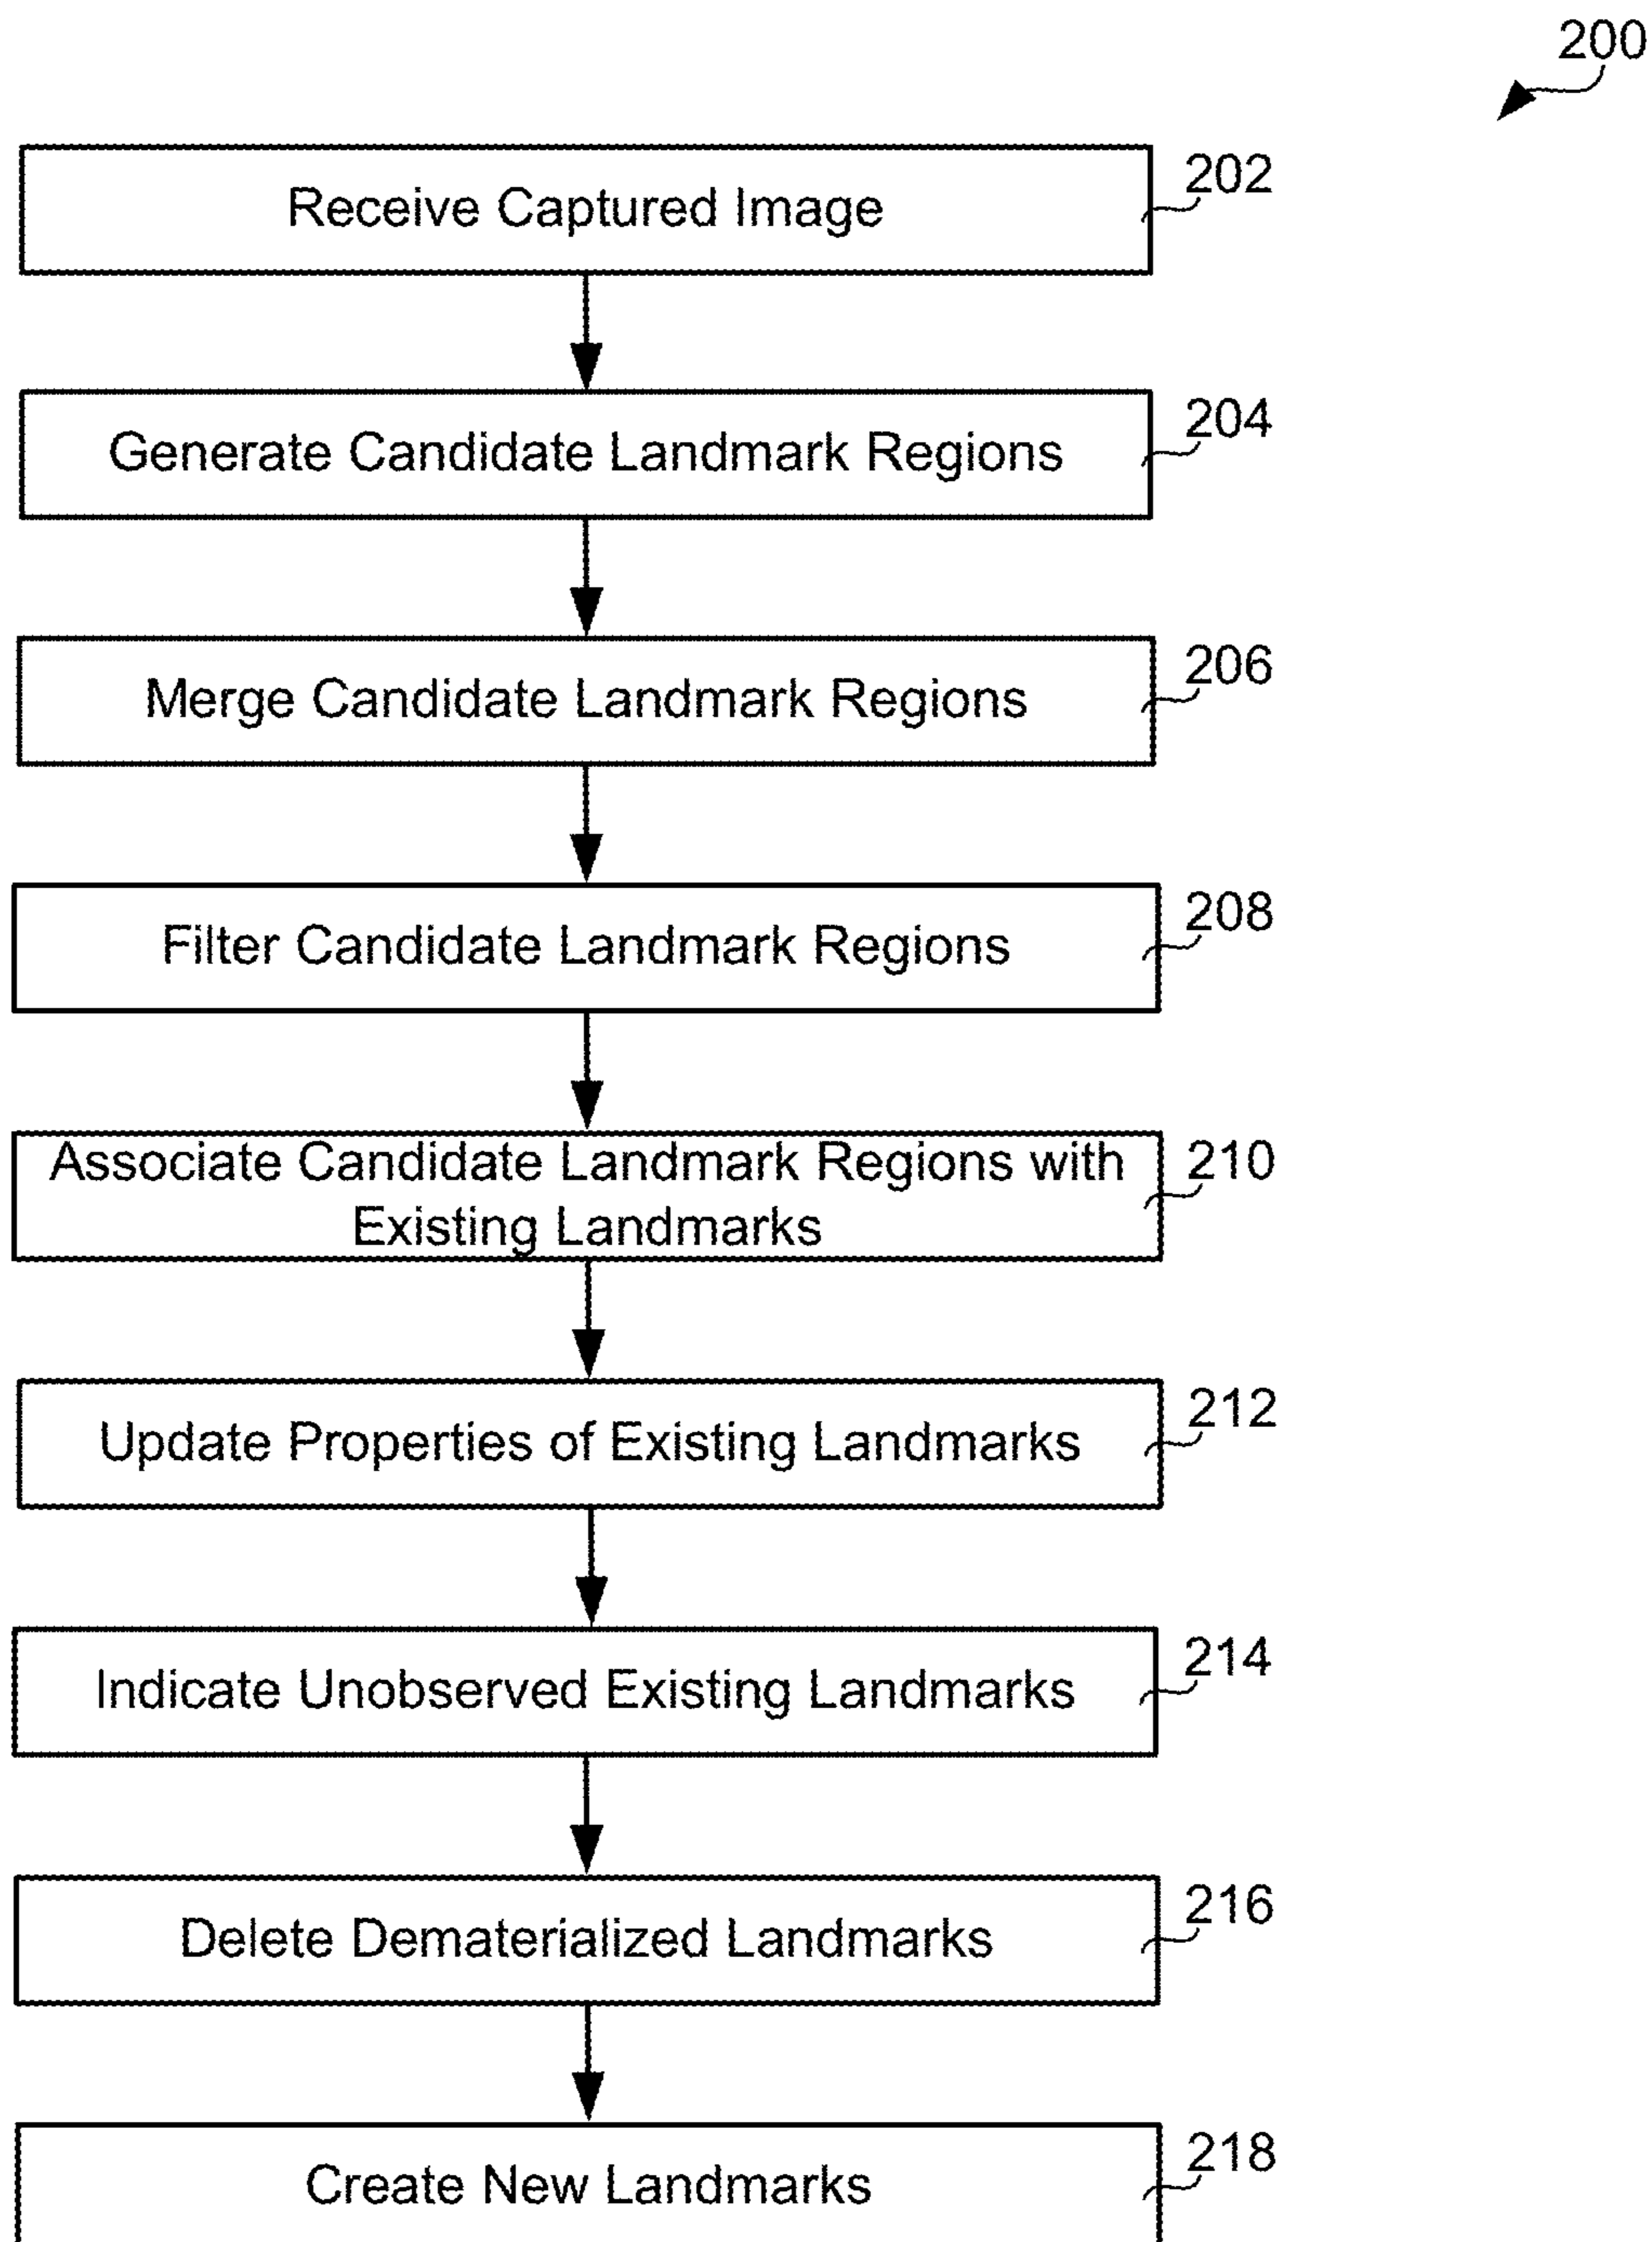 200
Receive Captured Image
202
Generate Candidate Landmark Regions
204
Merge Candidate Landmark Regions
206
Filter Candidate Landmark Regions
208
Associate Candidate Landmark Regions with
Existing Landmarks
210
Update Properties of Existing Landmarks
212
Indicate Unobserved Existing Landmarks
214
Delete Dematerialized Landmarks
216
Create New Landmarks
218